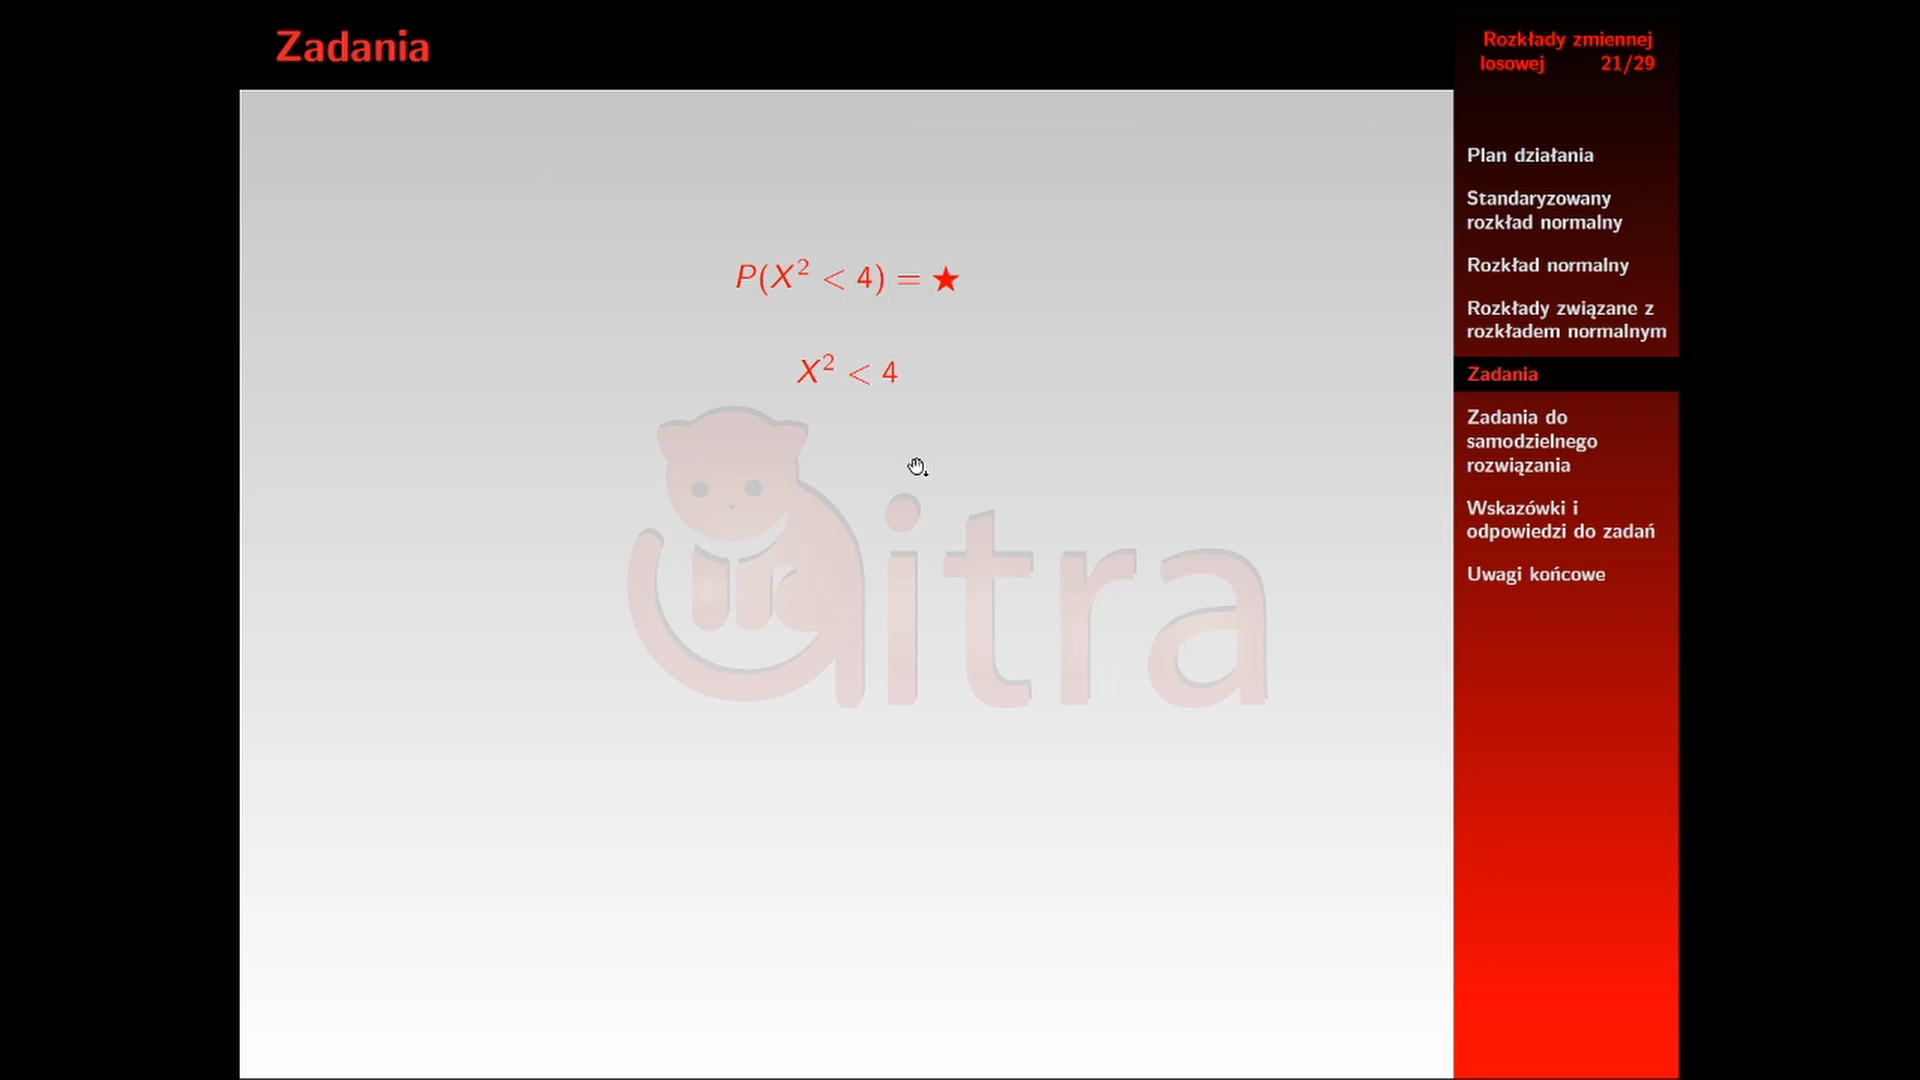 Zadania
P(X² < 4) = ★
X² < 4
itra
Rozkłady zmiennej
losowej 21/29
Plan działania
Standaryzowany
rozkład normalny
Rozkład normalny
Rozkłady związane z
rozkładem normalnym
Zadania
Zadania do
samodzielnego
rozwiązania
Wskazówki i
odpowiedzi do zadań
Uwagi końcowe